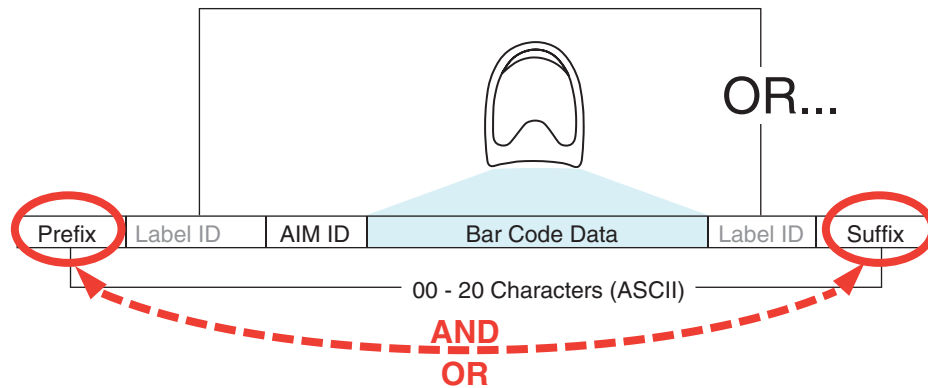 OR...
Prefix Label ID AIM ID Bar Code Data Label ID Suffix
00 - 20 Characters (ASCII)
AND
OR